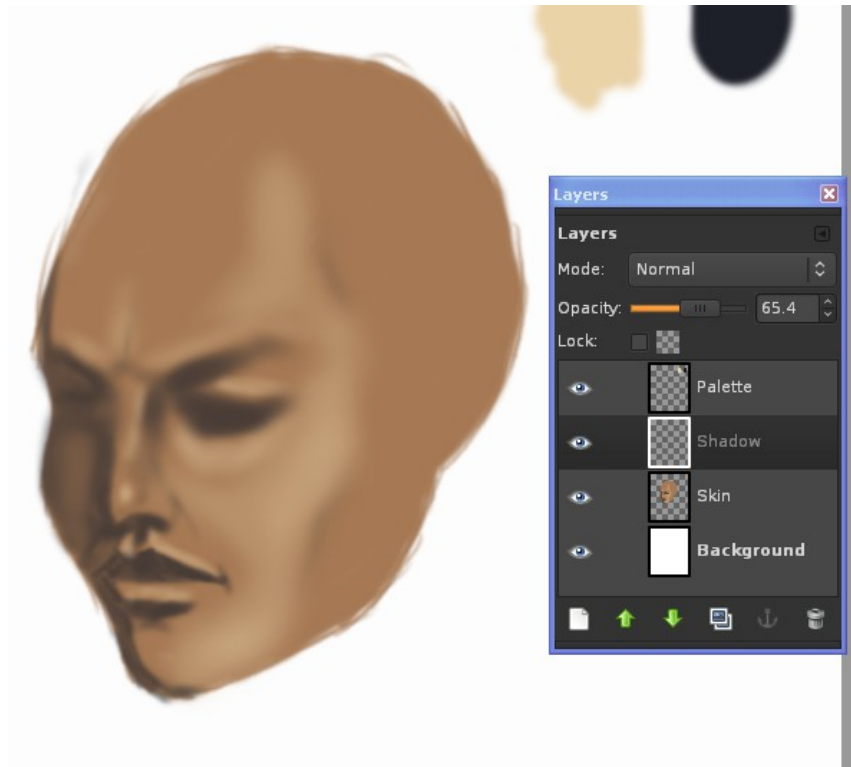 Layers
Layers
Mode: Normal
Opacity: 65.4
Lock:
Palette
Shadow
Skin
Background